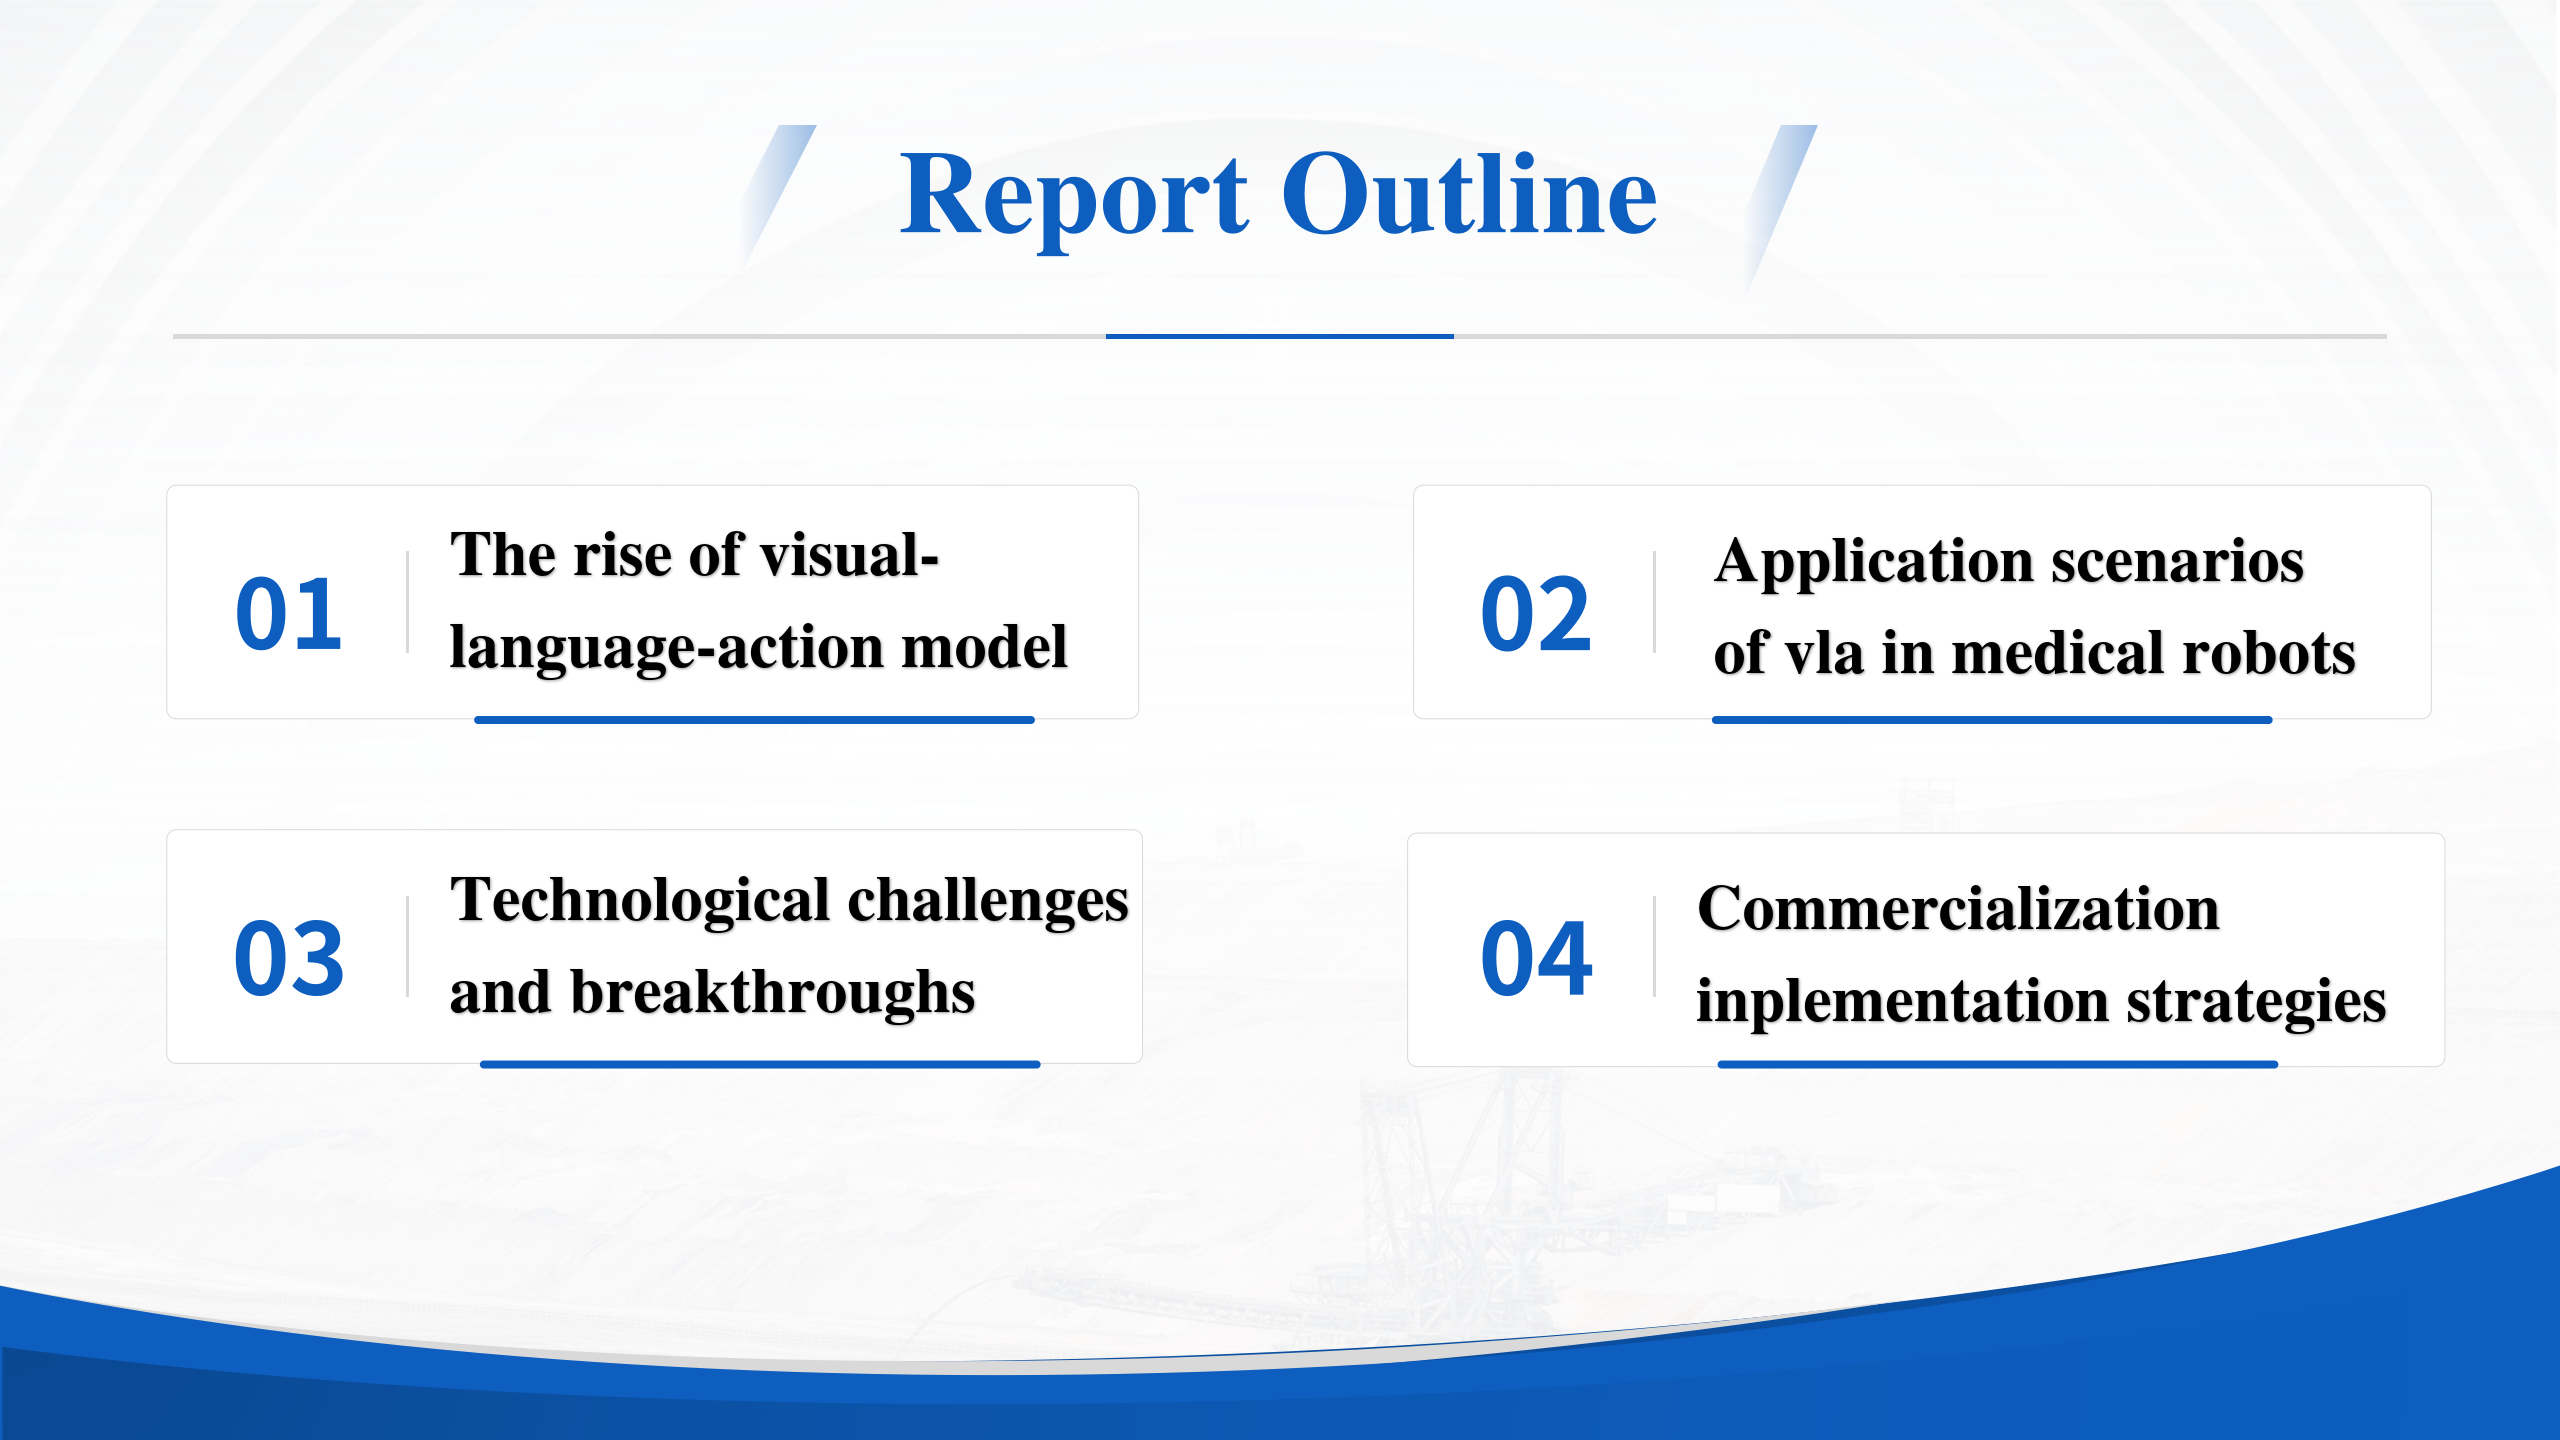 Report Outline
01
The rise of visual-
language-action model
02
Application scenarios
of vla in medical robots
03
Technological challenges
and breakthroughs
04
Commercialization
inplementation strategies